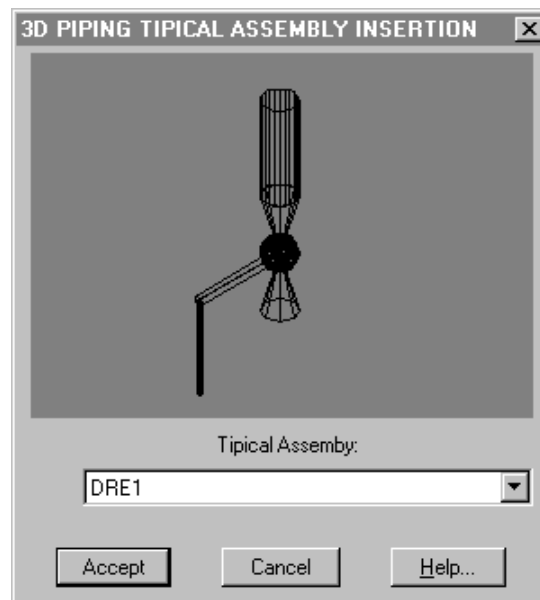 3D PIPING TIPICAL ASSEMBLY INSERTION
Tipical Assemby:
DRE1
Accept Cancel Help...